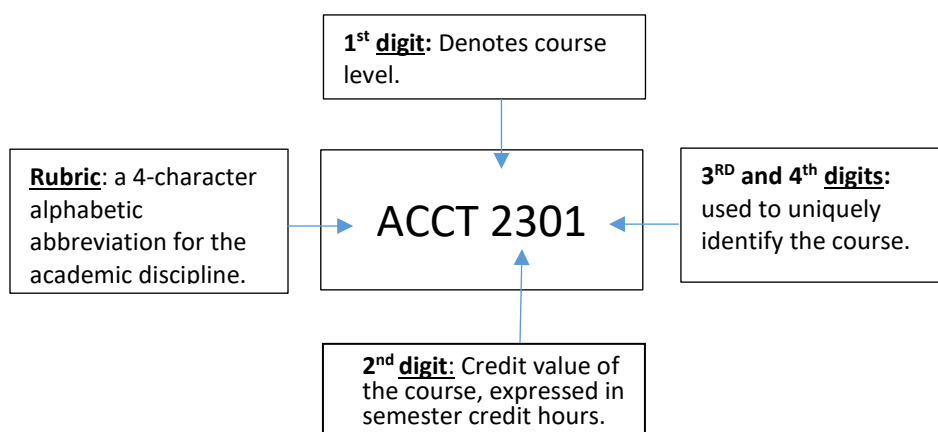 1st digit: Denotes course
level.
Rubric: a 4-character
alphabetic
abbreviation for the
academic discipline.
ACCT 2301
3RD and 4th digits:
used to uniquely
identify the course.
2nd digit: Credit value of
the course, expressed in
semester credit hours.